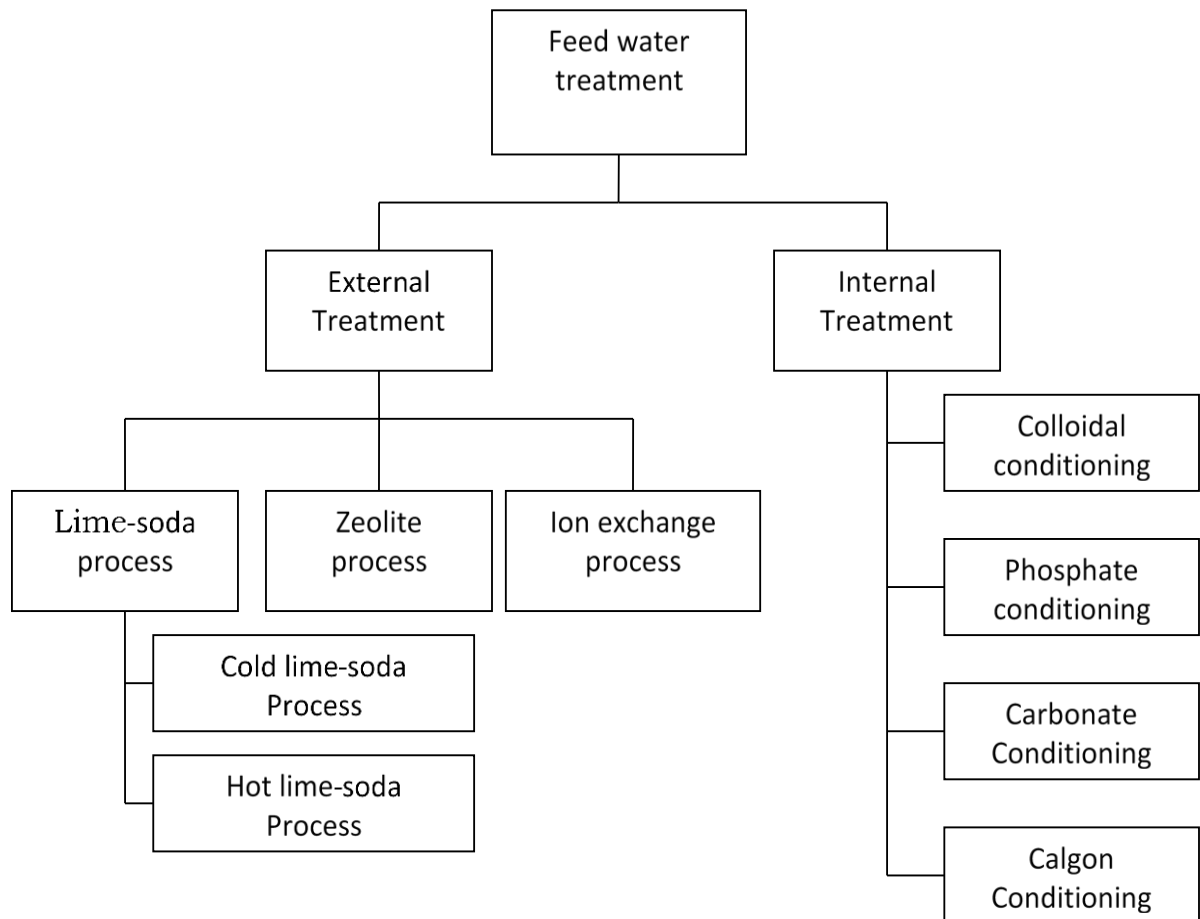 Feed water
treatment
External
Treatment
Internal
Treatment
Lime-soda
process
Zeolite
process
Ion exchange
process
Cold lime-soda
Process
Hot lime-soda
Process
Colloidal
conditioning
Phosphate
conditioning
Carbonate
Conditioning
Calgon
Conditioning